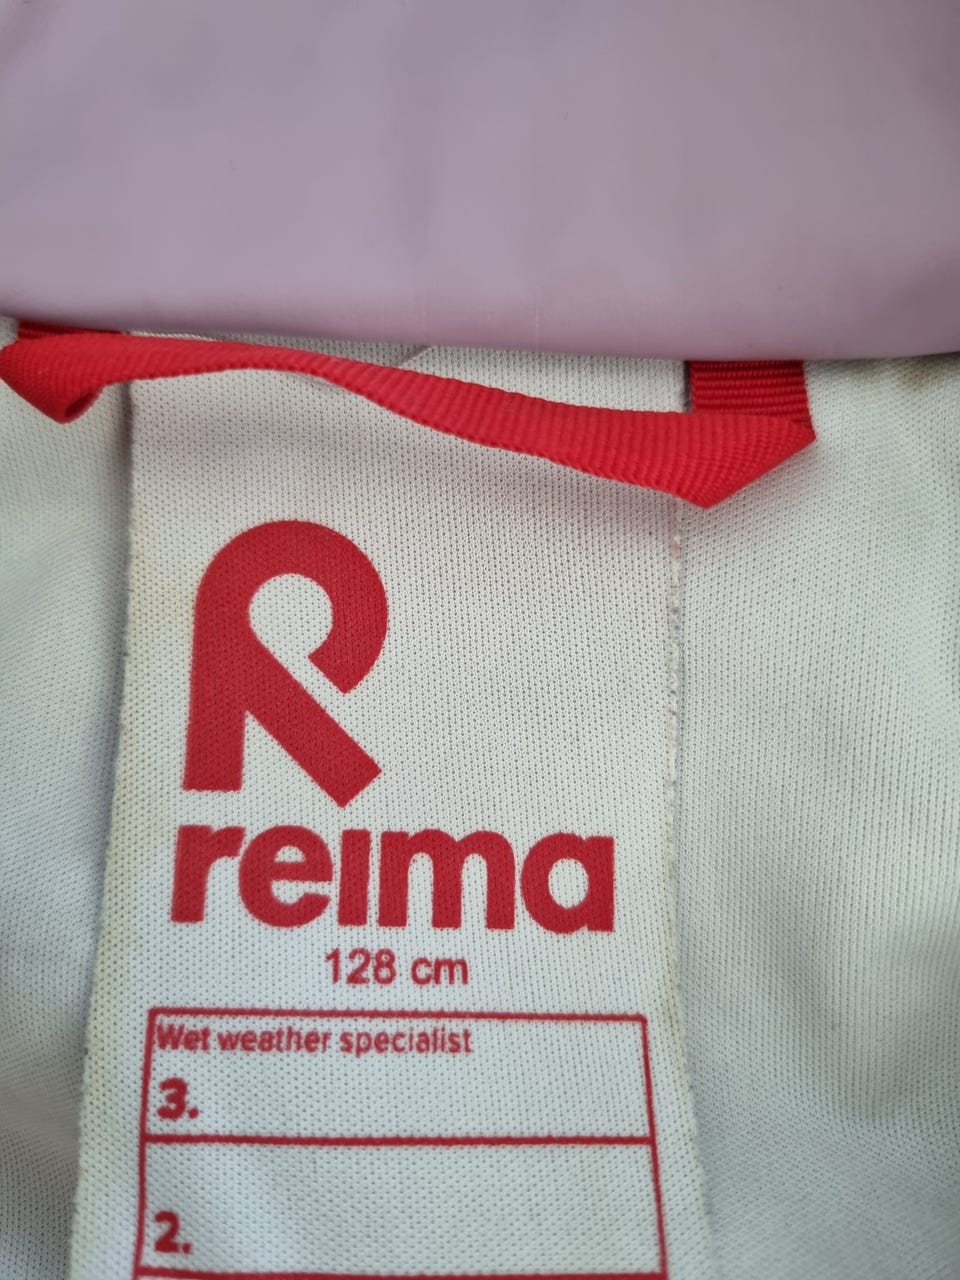 reima
128 cm
Wet weather specialist
3.
2.